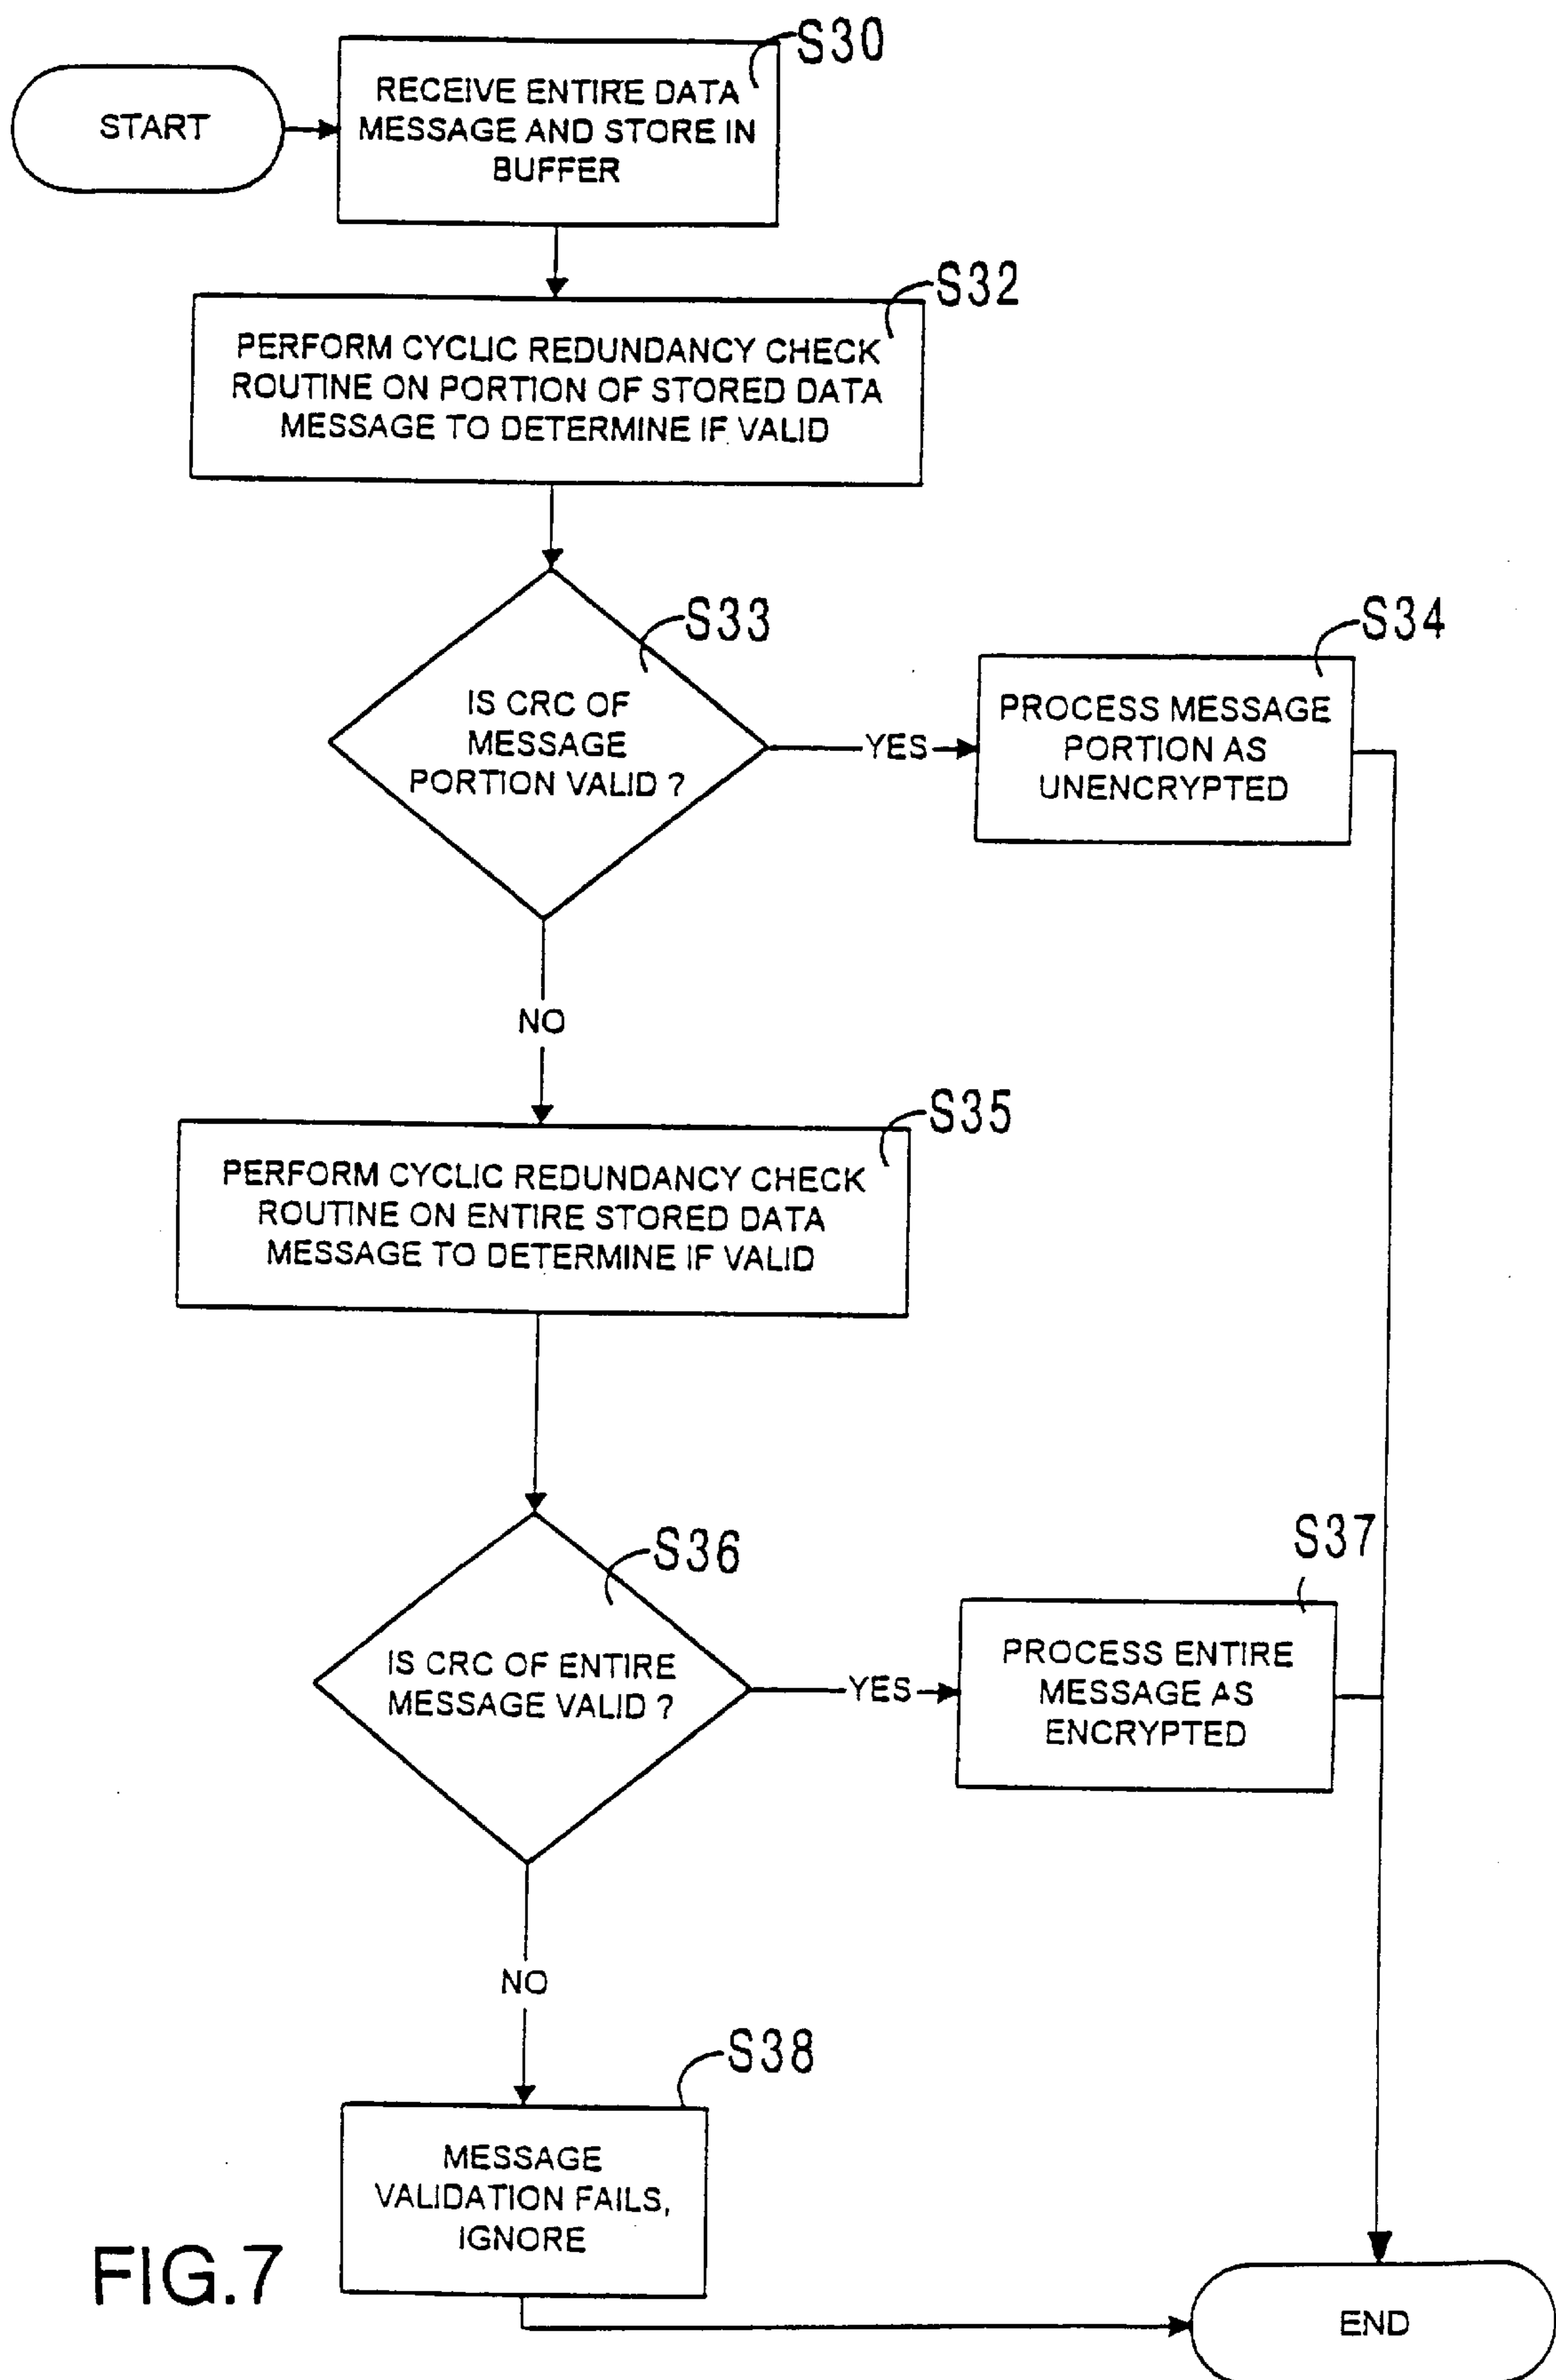 S30
START
RECEIVE ENTIRE DATA
MESSAGE AND STORE IN
BUFFER
S32
PERFORM CYCLIC REDUNDANCY CHECK
ROUTINE ON PORTION OF STORED DATA
MESSAGE TO DETERMINE IF VALID
S33
IS CRC OF
MESSAGE
PORTION VALID ?
YES
S34
PROCESS MESSAGE
PORTION AS
UNENCRYPTED
NO
S35
PERFORM CYCLIC REDUNDANCY CHECK
ROUTINE ON ENTIRE STORED DATA
MESSAGE TO DETERMINE IF VALID
S36
IS CRC OF ENTIRE
MESSAGE VALID ?
YES
S37
PROCESS ENTIRE
MESSAGE AS
ENCRYPTED
NO
S38
MESSAGE
VALIDATION FAILS,
IGNORE
FIG.7
END